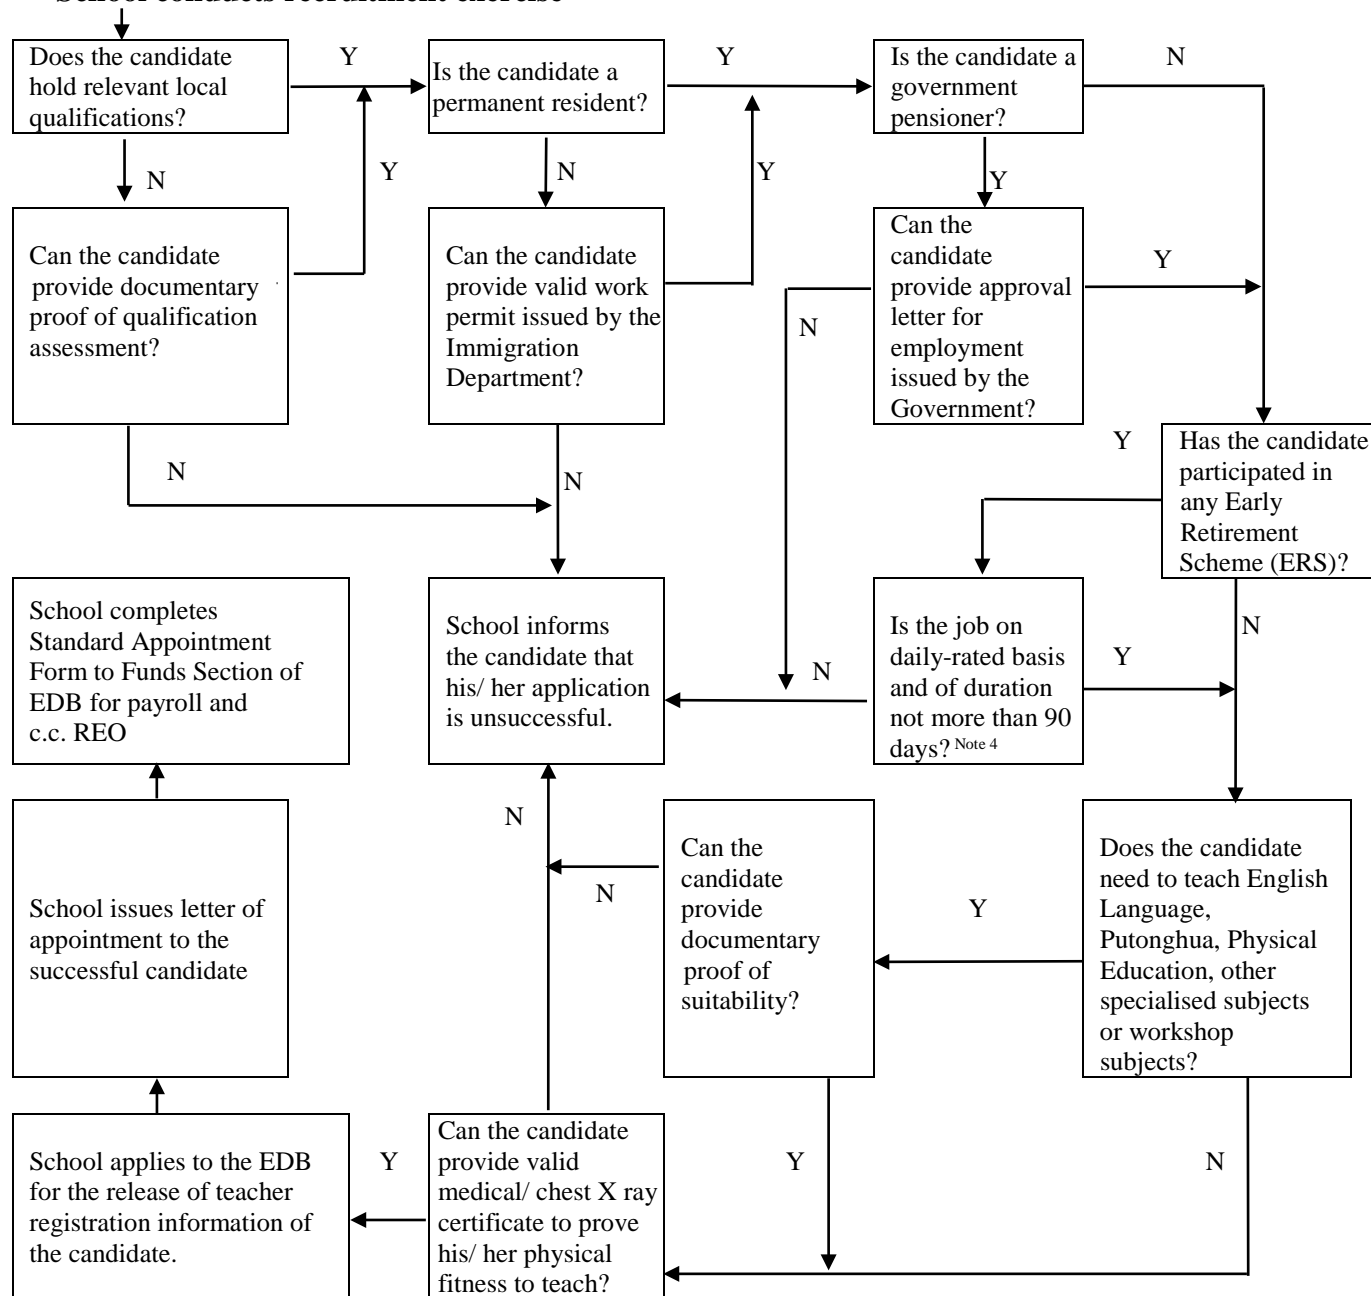 School conducts recruitment exercise
Does the candidate
hold relevant local
qualifications?
Y
Is the candidate a
permanent resident?
Y
Is the candidate a
government
pensioner?
N
N
Y
N
Y
Y
Can the candidate
provide documentary
proof of qualification
assessment?
Can the candidate
provide valid work
permit issued by the
Immigration
Department?
Can the
candidate
provide approval
letter for
employment
issued by the
Government?
Y
N
N
N
Y
Has the candidate
participated in
any Early
Retirement
Scheme (ERS)?
N
School completes
Standard Appointment
Form to Funds Section of
EDB for payroll and
c.c. REO
School informs
the candidate that
his/ her application
is unsuccessful.
N
Is the job on
daily-rated basis
and of duration
not more than 90
days? Note 4
Y
N
School issues letter of
appointment to the
successful candidate
N
Can the
candidate
provide
documentary
proof of
suitability?
Y
Does the candidate
need to teach English
Language,
Putonghua, Physical
Education, other
specialised subjects
or workshop
subjects?
School applies to the EDB
for the release of teacher
registration information of
the candidate.
Y
Can the candidate
provide valid
medical/ chest X ray
certificate to prove
his/ her physical
fitness to teach?
Y
N